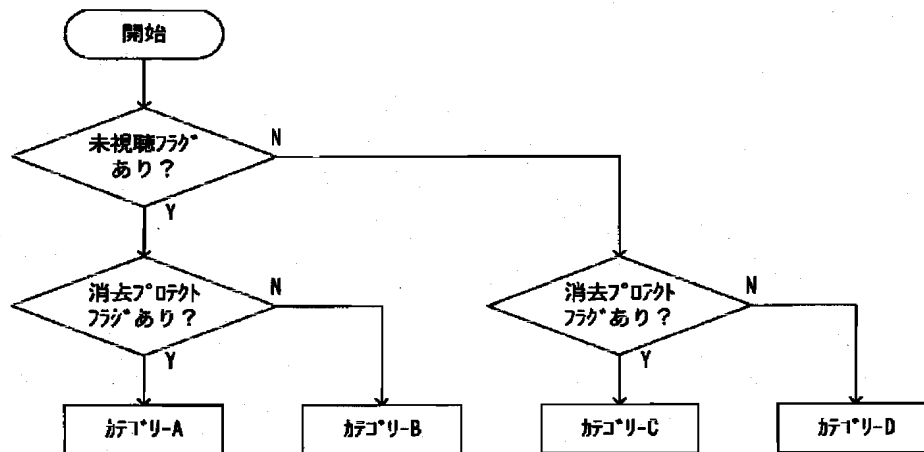 開始
未視聴フラグ
あり？
N
Y
消去プロテクト
フラグあり？
N
Y
消去プロテクト
フラグあり？
N
Y
カテゴリーA
カテゴリーB
カテゴリーC
カテゴリーD